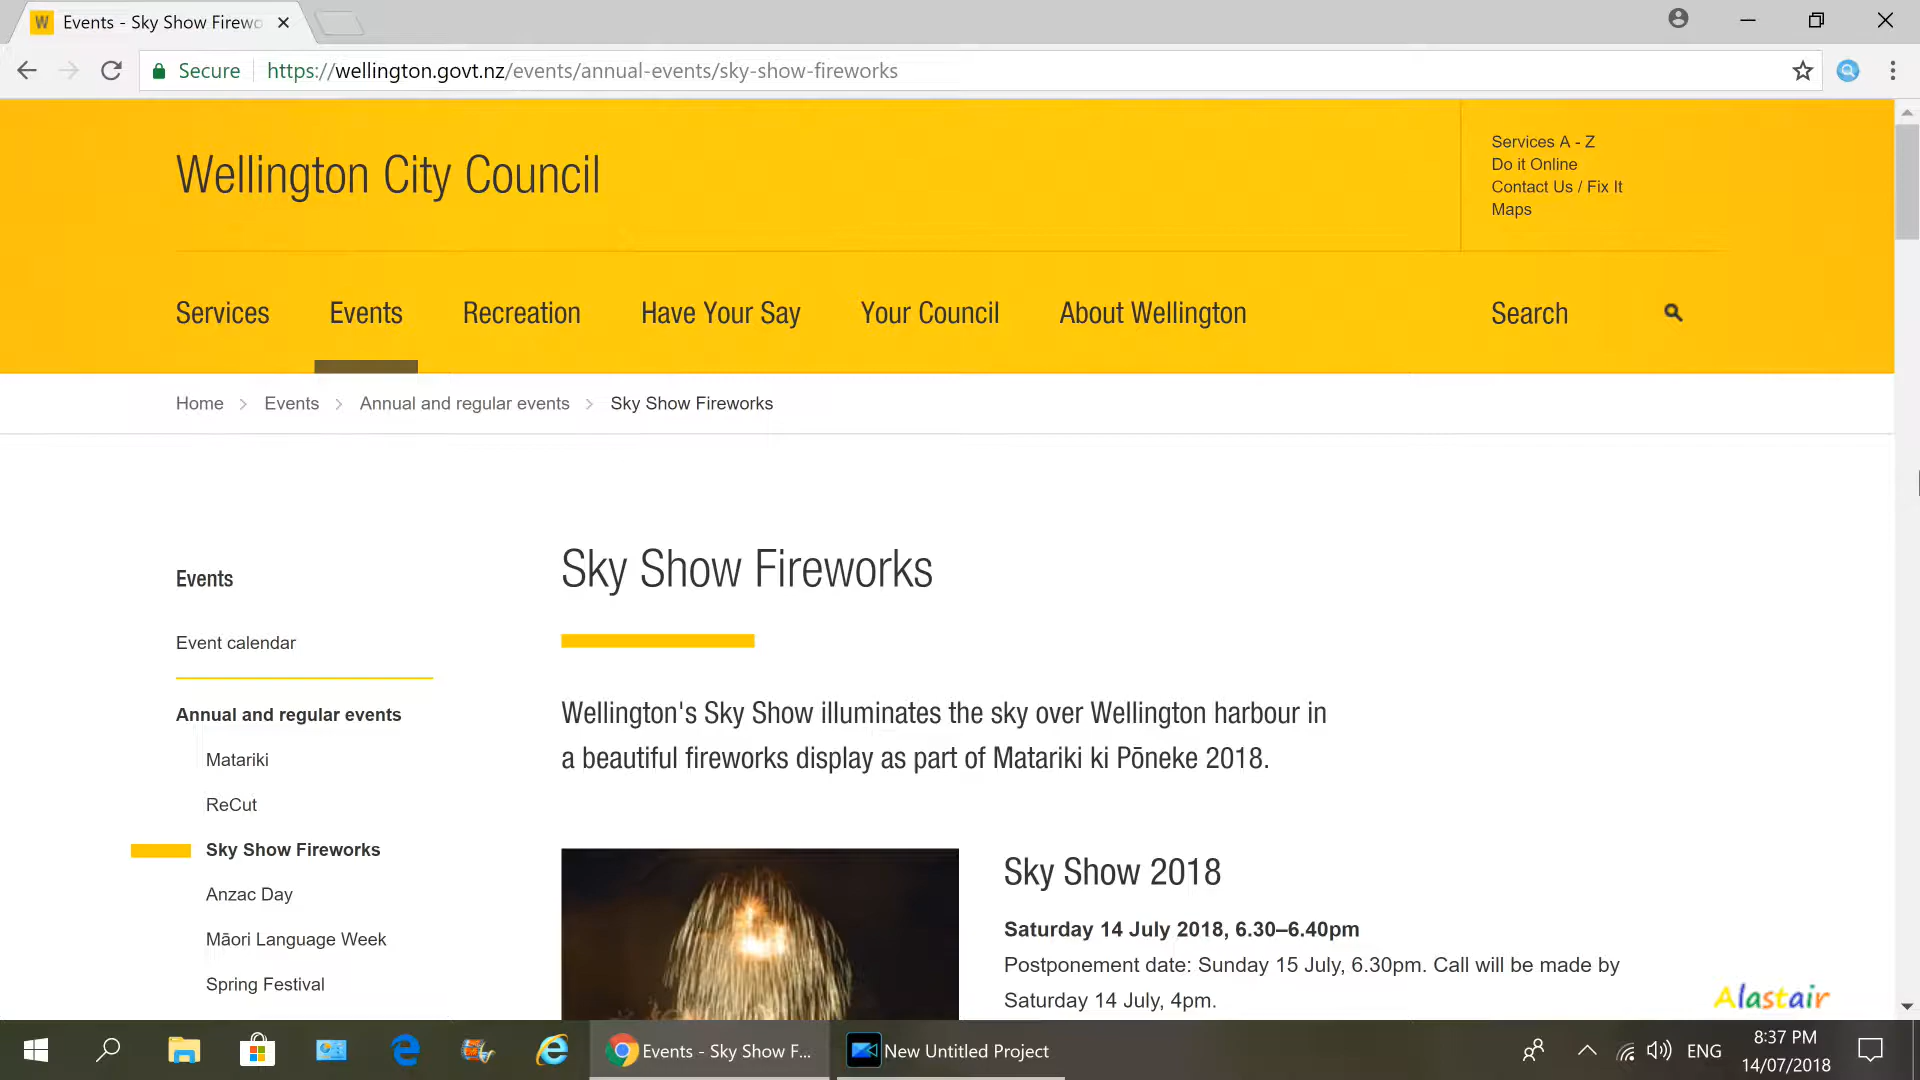 Events - Sky Show Firewo
Secure
https://wellington.govt.nz/events/annual-events/sky-show-fireworks
Wellington City Council
Services A - Z
Do it Online
Contact Us / Fix It
Maps
Services
Events
Recreation
Have Your Say
Your Council
About Wellington
Search
Home
Events
Annual and regular events
Sky Show Fireworks
Events
Event calendar
Annual and regular events
Matariki
ReCut
Sky Show Fireworks
Anzac Day
Māori Language Week
Spring Festival
Sky Show Fireworks
Wellington's Sky Show illuminates the sky over Wellington harbour in
a beautiful fireworks display as part of Matariki ki Pōneke 2018.
Sky Show 2018
Saturday 14 July 2018, 6.30–6.40pm
Postponement date: Sunday 15 July, 6.30pm. Call will be made by
Saturday 14 July, 4pm.
Alastair
Events - Sky Show F...
New Untitled Project
ENG
8:37 PM
14/07/2018